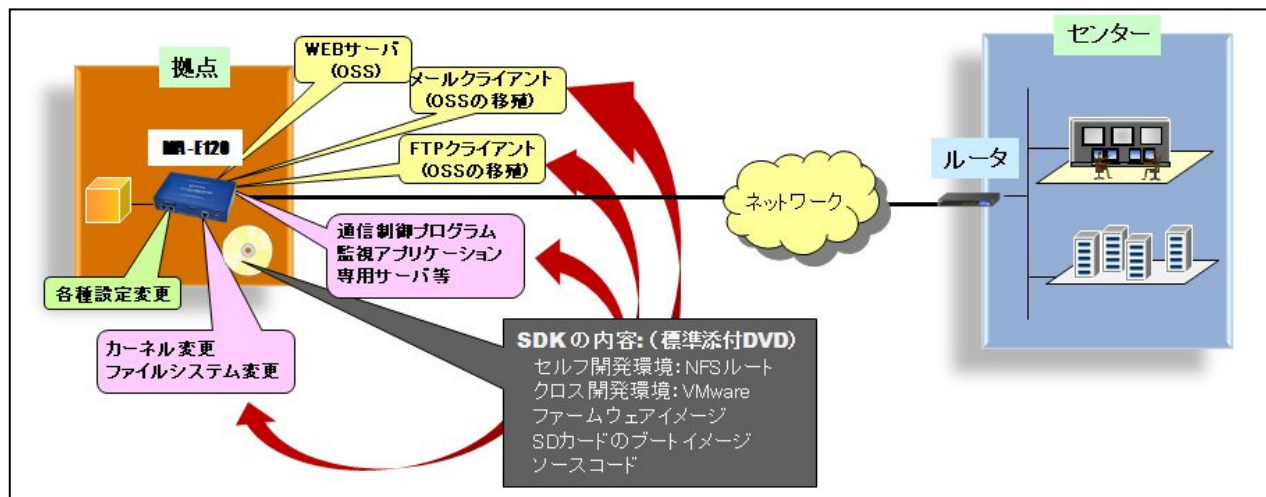 拠点
WEBサーバ
(OSS)
メールクライアント
(OSSの移殖)
FTPクライアント
(OSSの移殖)
MA-E120
通信制御プログラム
監視アプリケーション
専用サーバ等
各種設定変更
カーネル変更
ファイルシステム変更
SDKの内容:(標準添付DVD)
セルフ開発環境:NFSルート
クロス開発環境:VMware
ファームウェアイメージ
SDカードのブートイメージ
ソースコード
ネットワーク
ルータ
センター